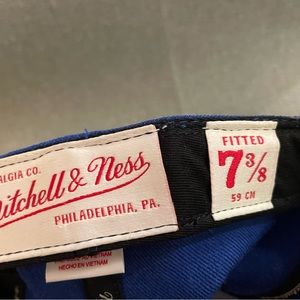 ALGIA CO.
Mitchell & Ness
PHILADELPHIA, PA.
FITTED
7 3/8
59 CM
HECHO EN VIETNAM